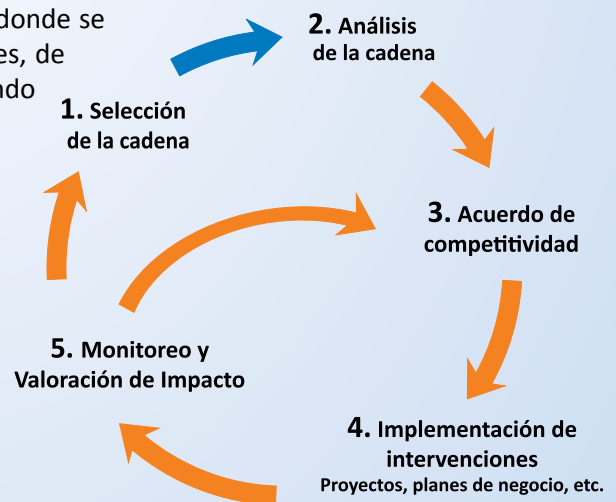 donde se
es, de
ndo
1. Selección
de la cadena
2. Análisis
de la cadena
3. Acuerdo de
competitividad
4. Implementación de
intervenciones
Proyectos, planes de negocio, etc.
5. Monitoreo y
Valoración de Impacto